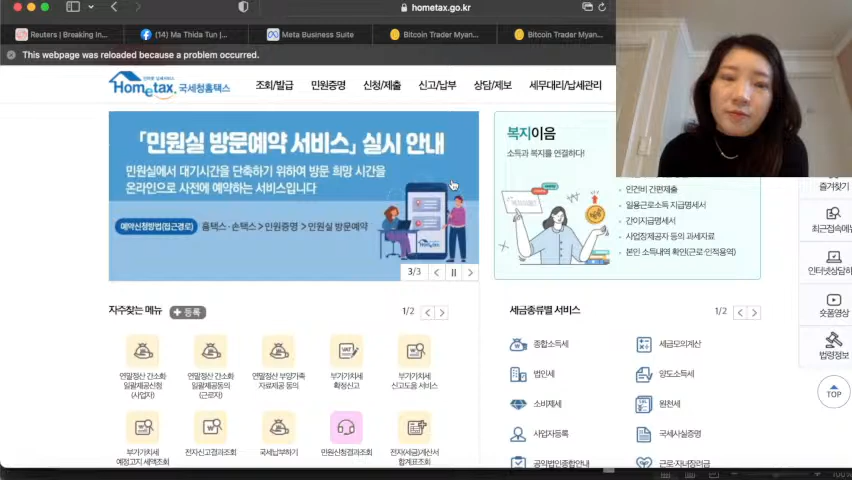 hometax.go.kr
Reuters | Breaking In...
(14) Ma Thida Tun J...
Meta Business Suite
Bitcoin Trader Myan...
Bitcoin Trader Myan...
This webpage was reloaded because a problem occurred.
Hometax. 국세청홈택스
조회/발급
민원증명
신청/제출
신고/납부
상담/제보
세무대리/납세관리
「민원실 방문예약 서비스」 실시 안내
민원실에서 대기시간을 단축하기 위하여 방문 희망 시간을
온라인으로 사전에 예약하는 서비스입니다
예약신청방법(접근경로) 홈택스·손택스 > 민원증명 > 민원실 방문예약
3/3
복지이음
소득과 복지를 연결하다!
인건비 간편제출
일용근로소득 지급명세서
간이지급명세서
사업장제공자 등의 과세자료
본인 소득내역 확인(근로·인적용역)
즐겨찾기
최근접속메뉴
인터넷상담하
숏폼영상
법령정보
TOP
자주찾는 메뉴
등록
1/2
연말정산 간소화
일괄제공신청
(사업자)
연말정산 간소화
일괄제공동의
(근로자)
연말정산 부양가족
자료제공 동의
부가가치세
확정신고
부가가치세
신고도움 서비스
부가가치세
예정고지 세액조회
전자신고결과조회
국세납부하기
민원신청결과조회
전자(세금)계산서
합계표조회
세금종류별 서비스
1/2
종합소득세
세금모의계산
법인세
양도소득세
소비제세
원천세
사업자등록
국세사실증명
공익법인종합안내
근로·자녀장려금
100%